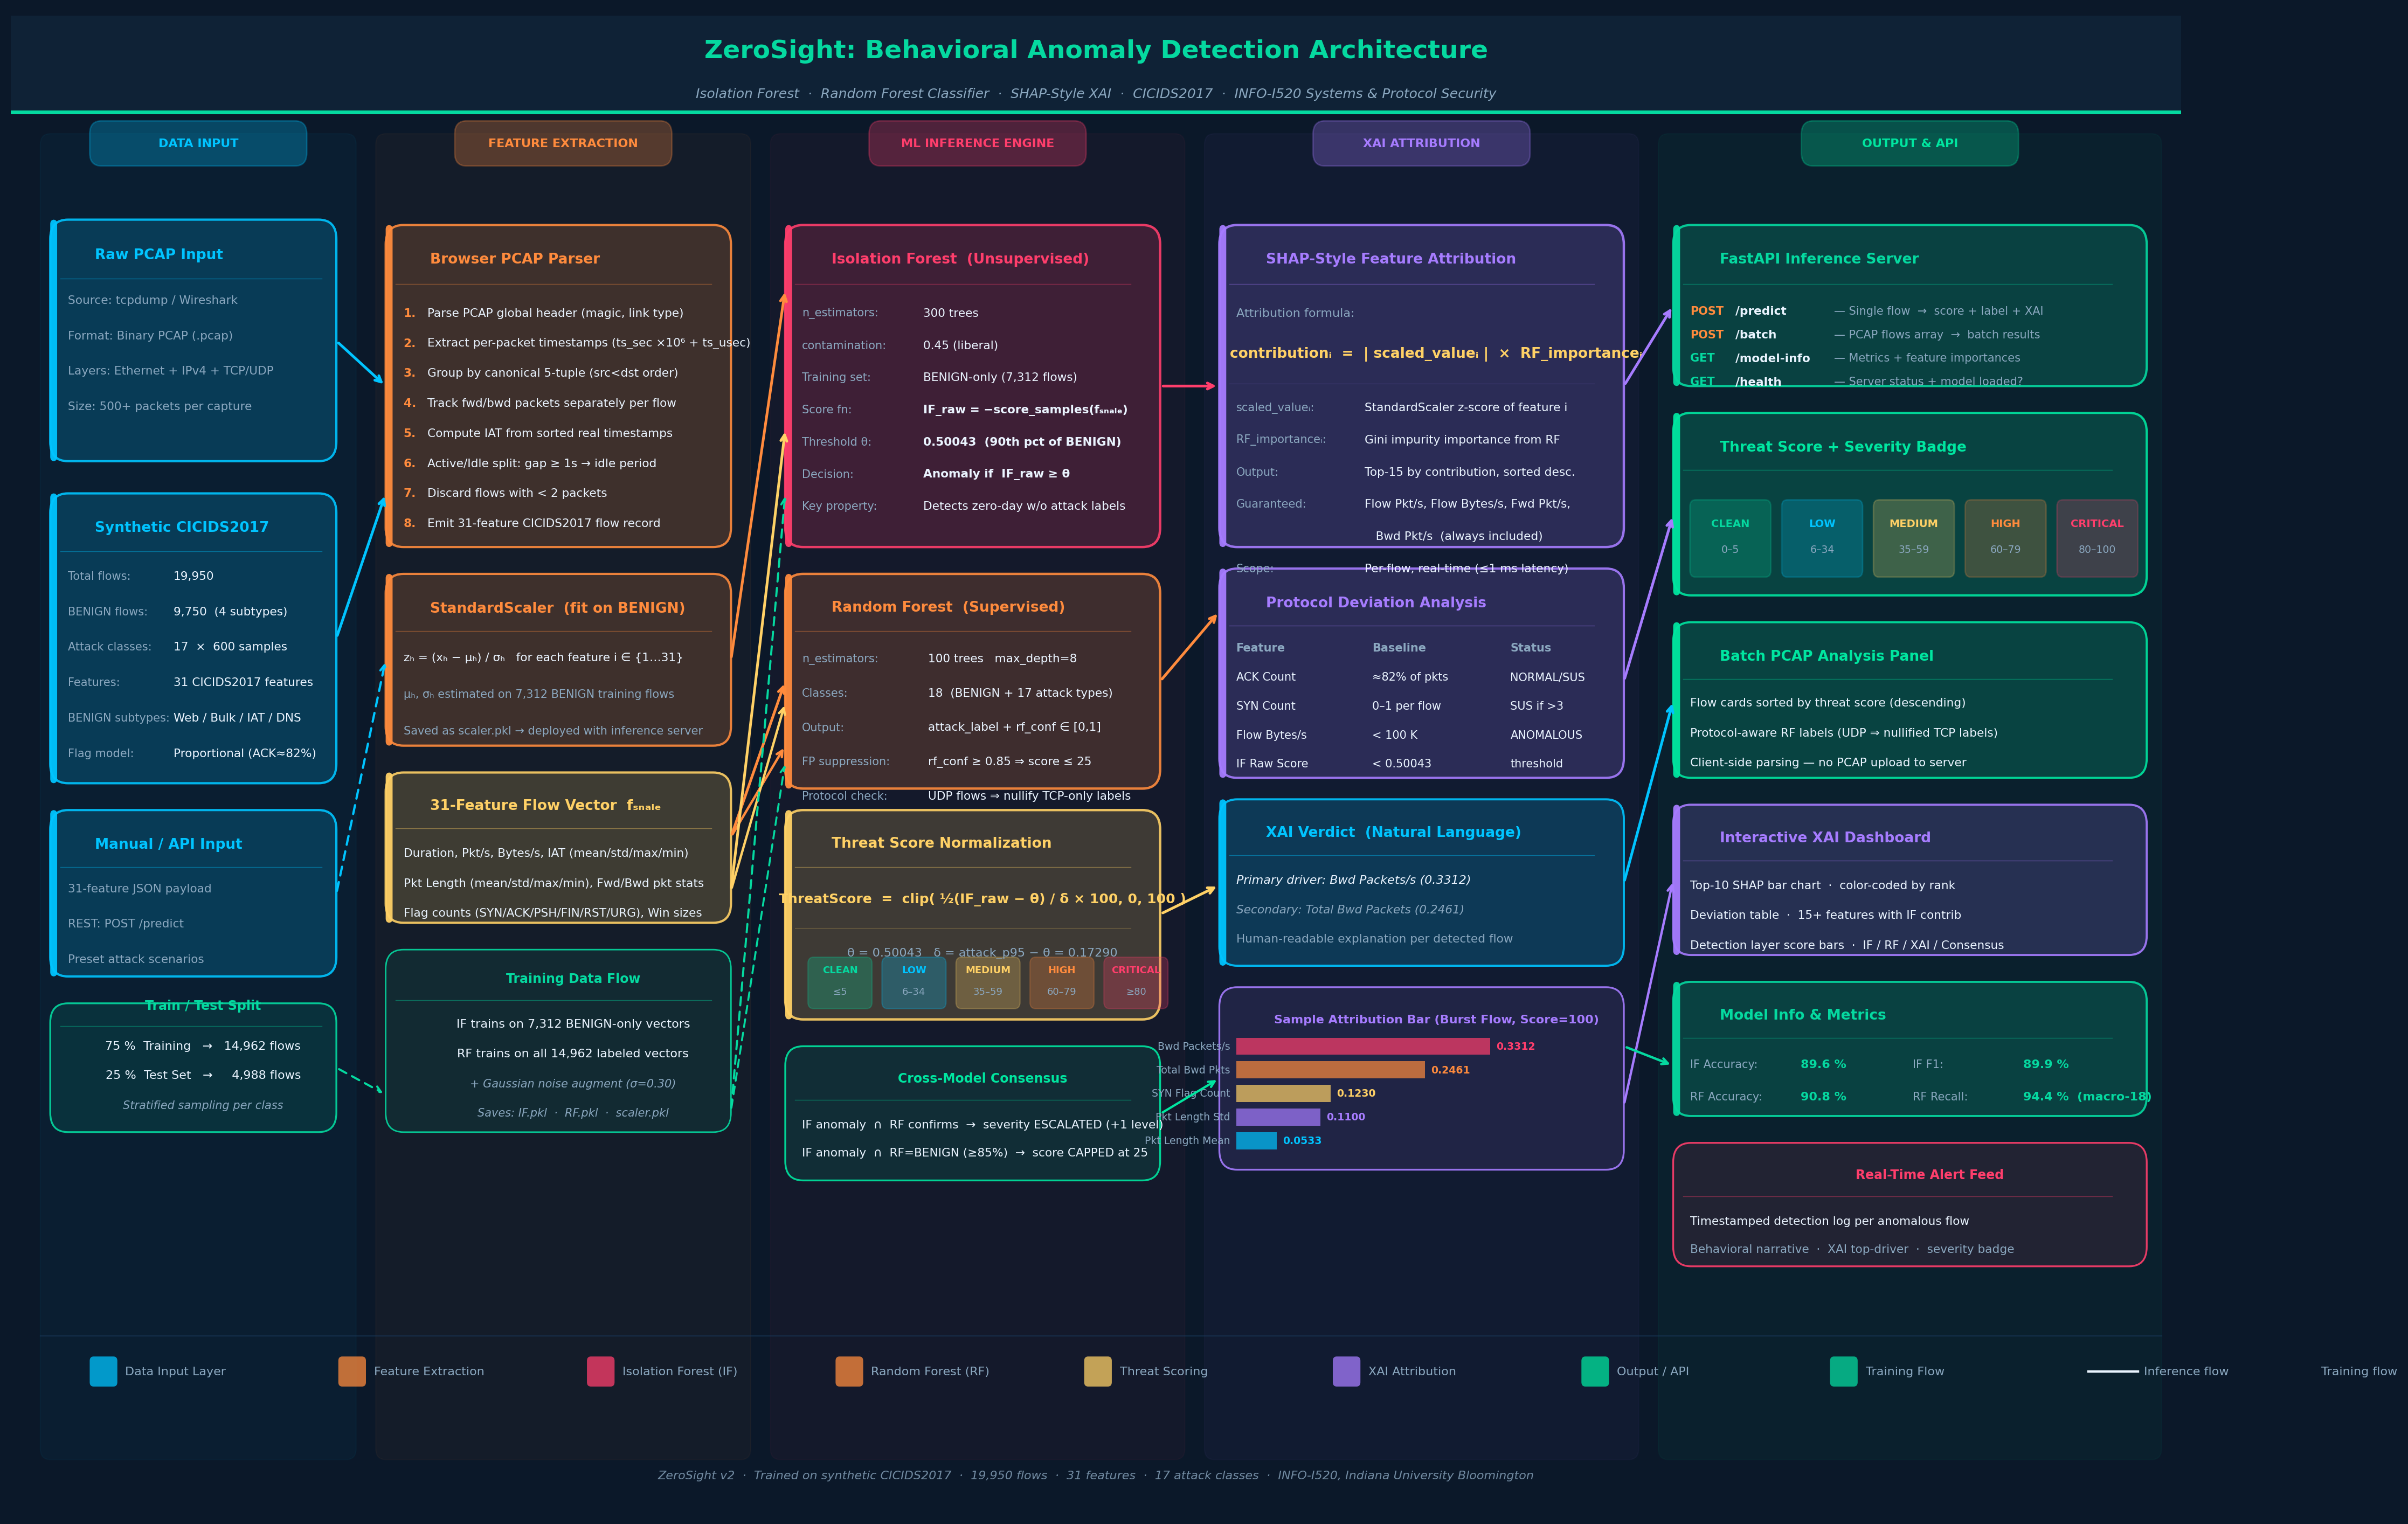 ZeroSight: Behavioral Anomaly Detection Architecture
Isolation Forest · Random Forest Classifier · SHAP-Style XAI · CICIDS2017 · INFO-I520 Systems & Protocol Security
DATA INPUT
Raw PCAP Input
Source: tcpdump / Wireshark
Format: Binary PCAP (.pcap)
Layers: Ethernet + IPv4 + TCP/UDP
Size: 500+ packets per capture
Synthetic CICIDS2017
Total flows: 19,950
BENIGN flows: 9,750 (4 subtypes)
Attack classes: 17 × 600 samples
Features: 31 CICIDS2017 features
BENIGN subtypes: Web / Bulk / IAT / DNS
Flag model: Proportional (ACK≈82%)
Manual / API Input
31-feature JSON payload
REST: POST /predict
Preset attack scenarios
Train / Test Split
75 % Training → 14,962 flows
25 % Test Set → 4,988 flows
Stratified sampling per class
FEATURE EXTRACTION
Browser PCAP Parser
1. Parse PCAP global header (magic, link type)
2. Extract per-packet timestamps (ts_sec ×10⁶ + ts_usec)
3. Group by canonical 5-tuple (src<dst order)
4. Track fwd/bwd packets separately per flow
5. Compute IAT from sorted real timestamps
6. Active/Idle split: gap ≥ 1s → idle period
7. Discard flows with < 2 packets
8. Emit 31-feature CICIDS2017 flow record
StandardScaler (fit on BENIGN)
zₕ = (xₕ − μₕ) / σₕ for each feature i ∈ {1…31}
μₕ, σₕ estimated on 7,312 BENIGN training flows
Saved as scaler.pkl → deployed with inference server
31-Feature Flow Vector fₛₙₐₗₑ
Duration, Pkt/s, Bytes/s, IAT (mean/std/max/min)
Pkt Length (mean/std/max/min), Fwd/Bwd pkt stats
Flag counts (SYN/ACK/PSH/FIN/RST/URG), Win sizes
Training Data Flow
IF trains on 7,312 BENIGN-only vectors
RF trains on all 14,962 labeled vectors
+ Gaussian noise augment (σ=0.30)
Saves: IF.pkl · RF.pkl · scaler.pkl
ML INFERENCE ENGINE
Isolation Forest (Unsupervised)
n_estimators: 300 trees
contamination: 0.45 (liberal)
Training set: BENIGN-only (7,312 flows)
Score fn: IF_raw = −score_samples(fₛₙₐₗₑ)
Threshold θ: 0.50043 (90th pct of BENIGN)
Decision: Anomaly if IF_raw ≥ θ
Key property: Detects zero-day w/o attack labels
Random Forest (Supervised)
n_estimators: 100 trees max_depth=8
Classes: 18 (BENIGN + 17 attack types)
Output: attack_label + rf_conf ∈ [0,1]
FP suppression: rf_conf ≥ 0.85 ⇒ score ≤ 25
Protocol check: UDP flows ⇒ nullify TCP-only labels
Threat Score Normalization
ThreatScore = clip( ½(IF_raw − θ) / δ × 100, 0, 100 )
θ = 0.50043 δ = attack_p95 − θ = 0.17290
CLEAN LOW MEDIUM HIGH CRITICAL
≤5 6–34 35–59 60–79 ≥80
Cross-Model Consensus
IF anomaly ∩ RF confirms → severity ESCALATED (+1 level)
IF anomaly ∩ RF=BENIGN (≥85%) → score CAPPED at 25
XAI ATTRIBUTION
SHAP-Style Feature Attribution
Attribution formula:
contributionᵢ = | scaled_valueᵢ | × RF_importanceᵢ
scaled_valueᵢ: StandardScaler z-score of feature i
RF_importanceᵢ: Gini impurity importance from RF
Output: Top-15 by contribution, sorted desc.
Guaranteed: Flow Pkt/s, Flow Bytes/s, Fwd Pkt/s,
Bwd Pkt/s (always included)
Scope: Per-flow, real-time (≤1 ms latency)
Protocol Deviation Analysis
Feature Baseline Status
ACK Count ≈82% of pkts NORMAL/SUS
SYN Count 0–1 per flow SUS if >3
Flow Bytes/s < 100 K ANOMALOUS
IF Raw Score < 0.50043 threshold
XAI Verdict (Natural Language)
Primary driver: Bwd Packets/s (0.3312)
Secondary: Total Bwd Packets (0.2461)
Human-readable explanation per detected flow
Sample Attribution Bar (Burst Flow, Score=100)
Bwd Packets/s 0.3312
Total Bwd Pkts 0.2461
SYN Flag Count 0.1230
Pkt Length Std 0.1100
Pkt Length Mean 0.0533
OUTPUT & API
FastAPI Inference Server
POST /predict — Single flow → score + label + XAI
POST /batch — PCAP flows array → batch results
GET /model-info — Metrics + feature importances
GET /health — Server status + model loaded?
Threat Score + Severity Badge
CLEAN LOW MEDIUM HIGH CRITICAL
0–5 6–34 35–59 60–79 80–100
Batch PCAP Analysis Panel
Flow cards sorted by threat score (descending)
Protocol-aware RF labels (UDP ⇒ nullified TCP labels)
Client-side parsing — no PCAP upload to server
Interactive XAI Dashboard
Top-10 SHAP bar chart · color-coded by rank
Deviation table · 15+ features with IF contrib
Detection layer score bars · IF / RF / XAI / Consensus
Model Info & Metrics
IF Accuracy: 89.6 % IF F1: 89.9 %
RF Accuracy: 90.8 % RF Recall: 94.4 % (macro-18)
Real-Time Alert Feed
Timestamped detection log per anomalous flow
Behavioral narrative · XAI top-driver · severity badge
Data Input Layer Feature Extraction Isolation Forest (IF) Random Forest (RF) Threat Scoring XAI Attribution Output / API Training Flow Inference flow Training flow
ZeroSight v2 · Trained on synthetic CICIDS2017 · 19,950 flows · 31 features · 17 attack classes · INFO-I520, Indiana University Bloomington